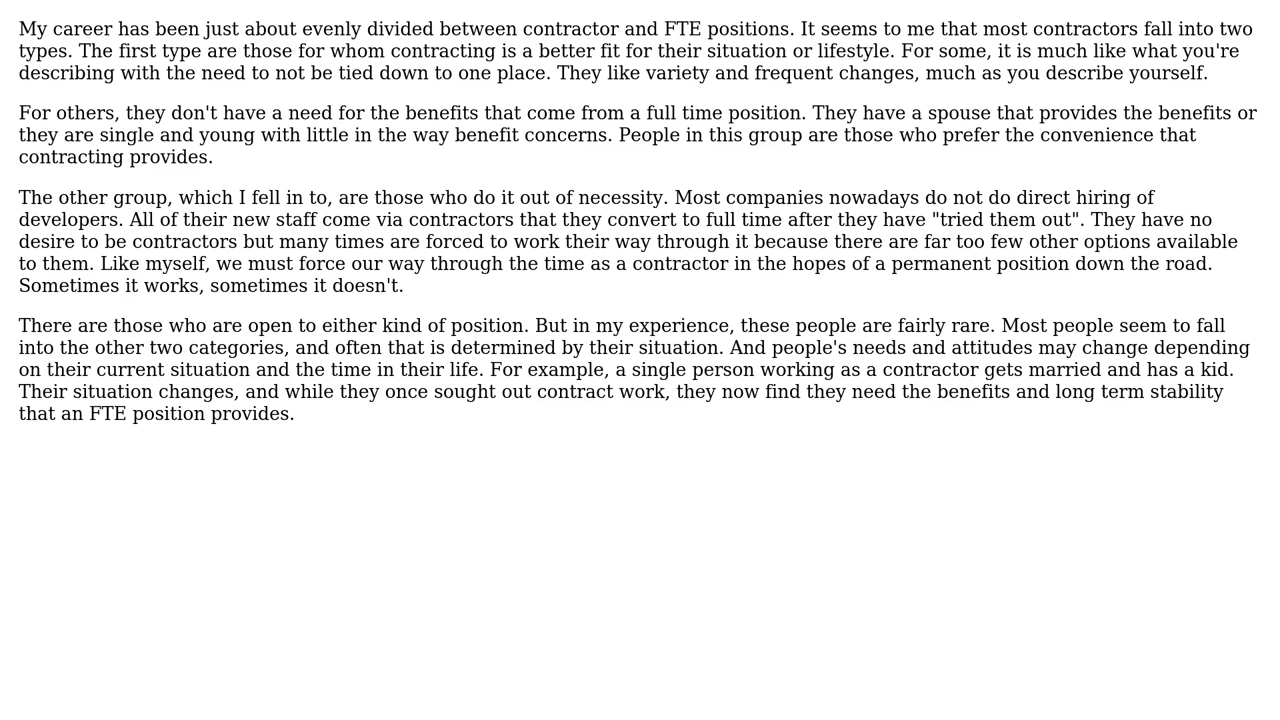 My career has been just about evenly divided between contractor and FTE positions. It seems to me that most contractors fall into two
types. The first type are those for whom contracting is a better fit for their situation or lifestyle. For some, it is much like what you're
describing with the need to not be tied down to one place. They like variety and frequent changes, much as you describe yourself.
For others, they don't have a need for the benefits that come from a full time position. They have a spouse that provides the benefits or
they are single and young with little in the way benefit concerns. People in this group are those who prefer the convenience that
contracting provides.
The other group, which I fell in to, are those who do it out of necessity. Most companies nowadays do not do direct hiring of
developers. All of their new staff come via contractors that they convert to full time after they have "tried them out". They have no
desire to be contractors but many times are forced to work their way through it because there are far too few other options available
to them. Like myself, we must force our way through the time as a contractor in the hopes of a permanent position down the road.
Sometimes it works, sometimes it doesn't.
There are those who are open to either kind of position. But in my experience, these people are fairly rare. Most people seem to fall
into the other two categories, and often that is determined by their situation. And people's needs and attitudes may change depending
on their current situation and the time in their life. For example, a single person working as a contractor gets married and has a kid.
Their situation changes, and while they once sought out contract work, they now find they need the benefits and long term stability
that an FTE position provides.